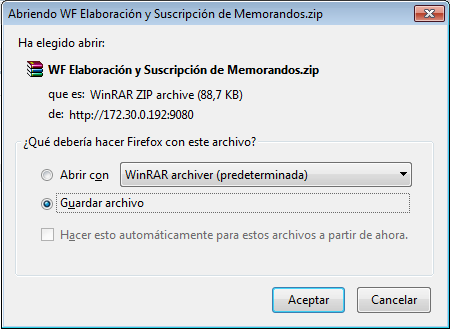 Abriendo WF Elaboración y Suscripción de Memorandos.zip
Ha elegido abrir:
WF Elaboración y Suscripción de Memorandos.zip
que es: WinRAR ZIP archive (88,7 KB)
de: http://172.30.0.192:9080
¿Qué debería hacer Firefox con este archivo?
Abrir con WinRAR archiver (predeterminada)
Guardar archivo
Hacer esto automáticamente para estos archivos a partir de ahora.
Aceptar Cancelar